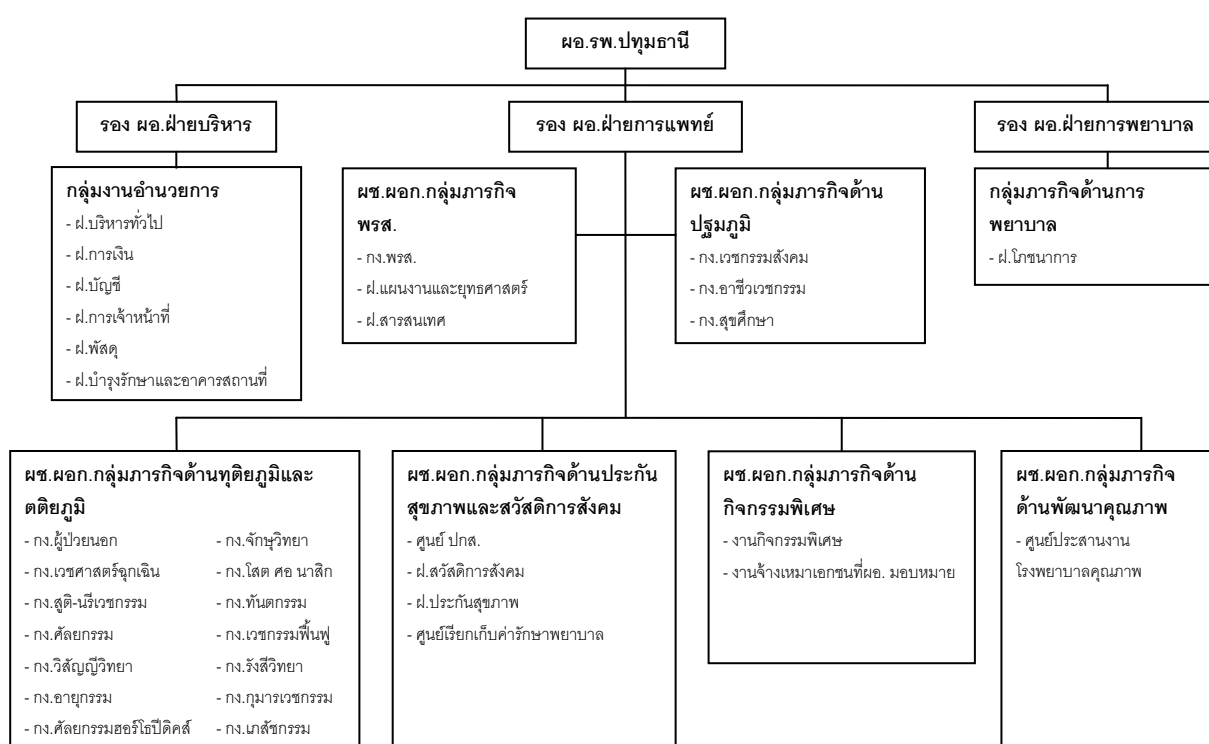 ผอ.รพ.ปทุมธานี
รอง ผอ.ฝ่ายบริหาร
รอง ผอ.ฝ่ายการแพทย์
รอง ผอ.ฝ่ายการพยาบาล
กลุ่มงานอำนวยการ
- ฝ.บริหารทั่วไป
- ฝ.การเงิน
- ฝ.บัญชี
- ฝ.การเจ้าหน้าที่
- ฝ.พัสดุ
- ฝ.บำรุงรักษาและอาคารสถานที่
ผช.ผอก.กลุ่มภารกิจ
พรส.
- กง.พรส.
- ฝ.แผนงานและยุทธศาสตร์
- ฝ.สารสนเทศ
ผช.ผอก.กลุ่มภารกิจด้าน
ปฐมภูมิ
- กง.เวชกรรมสังคม
- กง.อาชีวเวชกรรม
- กง.สุขศึกษา
กลุ่มภารกิจด้านการ
พยาบาล
- ฝ.โภชนาการ
ผช.ผอก.กลุ่มภารกิจด้านทุติยภูมิและ
ตติยภูมิ
- กง.ผู้ป่วยนอก
- กง.เวชศาสตร์ฉุกเฉิน
- กง.สูติ-นรีเวชกรรม
- กง.ศัลยกรรม
- กง.วิสัญญีวิทยา
- กง.อายุกรรม
- กง.ศัลยกรรมฮอร์โธปิดิคส์
- กง.จักษุวิทยา
- กง.โสต ศอ นาสิก
- กง.ทันตกรรม
- กง.เวชกรรมฟื้นฟู
- กง.รังสีวิทยา
- กง.กุมารเวชกรรม
- กง.เภสัชกรรม
ผช.ผอก.กลุ่มภารกิจด้านประกัน
สุขภาพและสวัสดิการสังคม
- ศูนย์ ปกส.
- ฝ.สวัสดิการสังคม
- ฝ.ประกันสุขภาพ
- ศูนย์เรียกเก็บค่ารักษาพยาบาล
ผช.ผอก.กลุ่มภารกิจด้าน
กิจกรรมพิเศษ
- งานกิจกรรมพิเศษ
- งานจ้างเหมาเอกชนที่ผอ. มอบหมาย
ผช.ผอก.กลุ่มภารกิจ
ด้านพัฒนาคุณภาพ
- ศูนย์ประสานงาน
โรงพยาบาลคุณภาพ